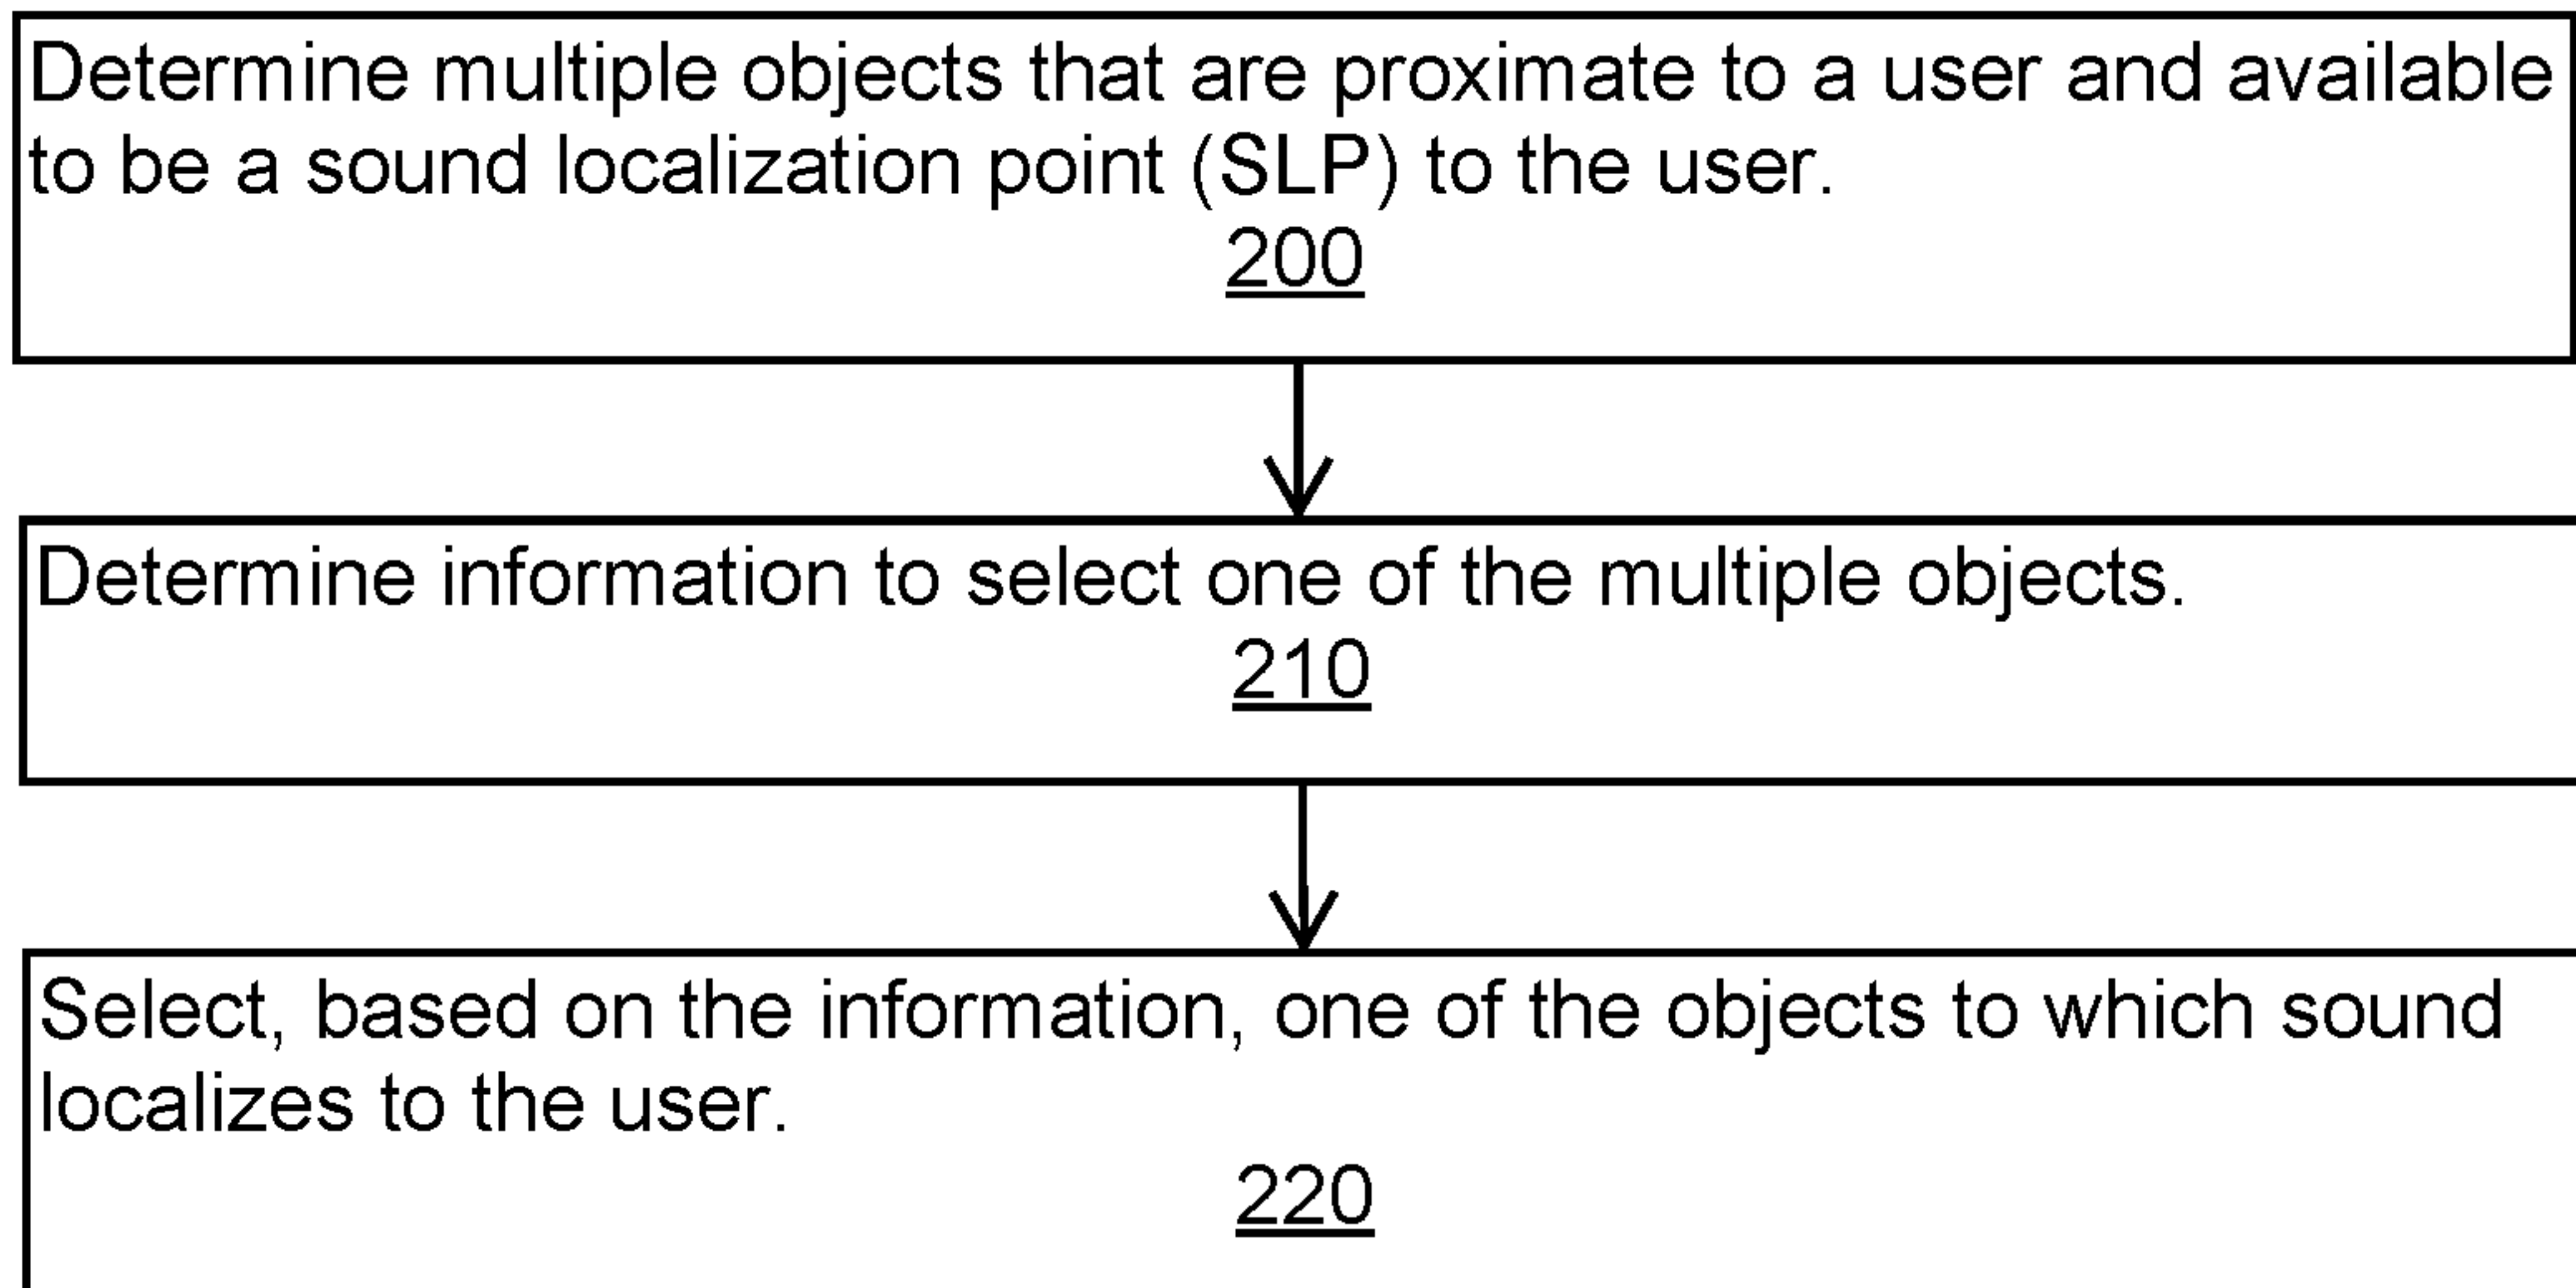 Determine multiple objects that are proximate to a user and available
to be a sound localization point (SLP) to the user.
200
Determine information to select one of the multiple objects.
210
Select, based on the information, one of the objects to which sound
localizes to the user.
220